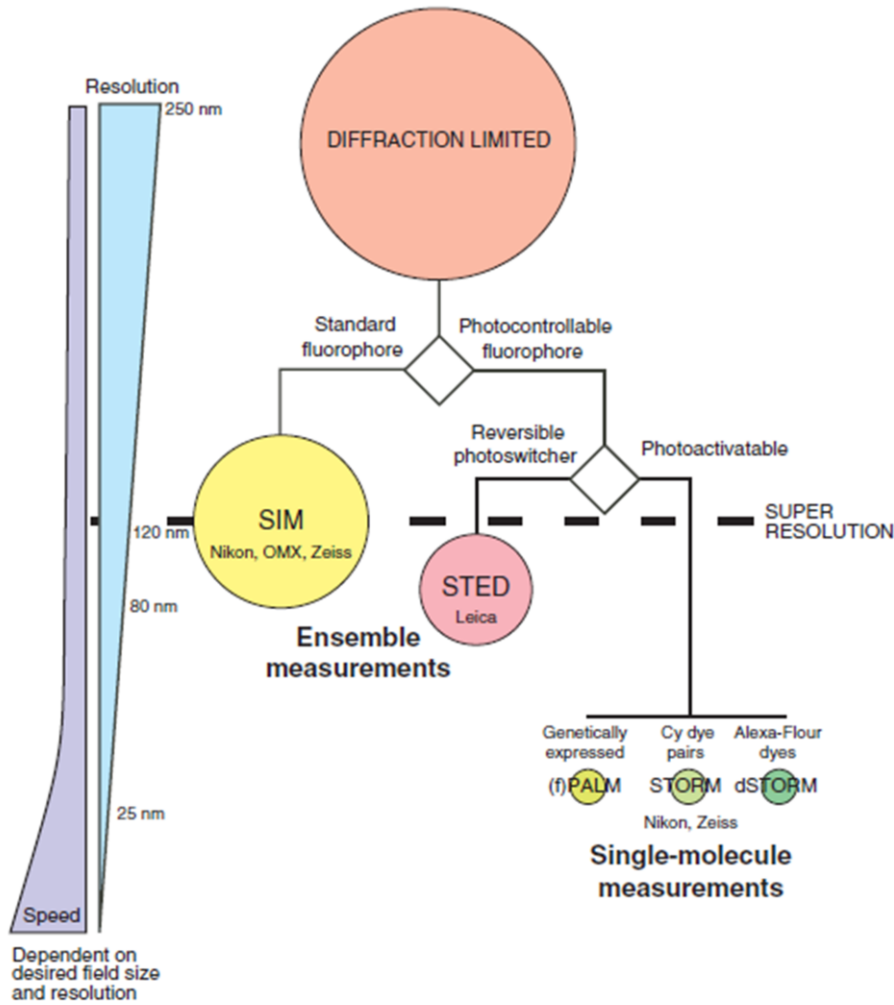 Resolution
250 nm
DIFFRACTION LIMITED
Standard
fluorophore
Photocontrollable
fluorophore
Reversible
photoswitcher
Photoactivatable
SUPER
RESOLUTION
SIM
Nikon, OMX, Zeiss
120 nm
STED
Leica
80 nm
Ensemble
measurements
Genetically
expressed
Cy dye
pairs
Alexa-Flour
dyes
(f)PALM
STORM
dSTORM
25 nm
Nikon, Zeiss
Single-molecule
measurements
Speed
Dependent on
desired field size
and resolution